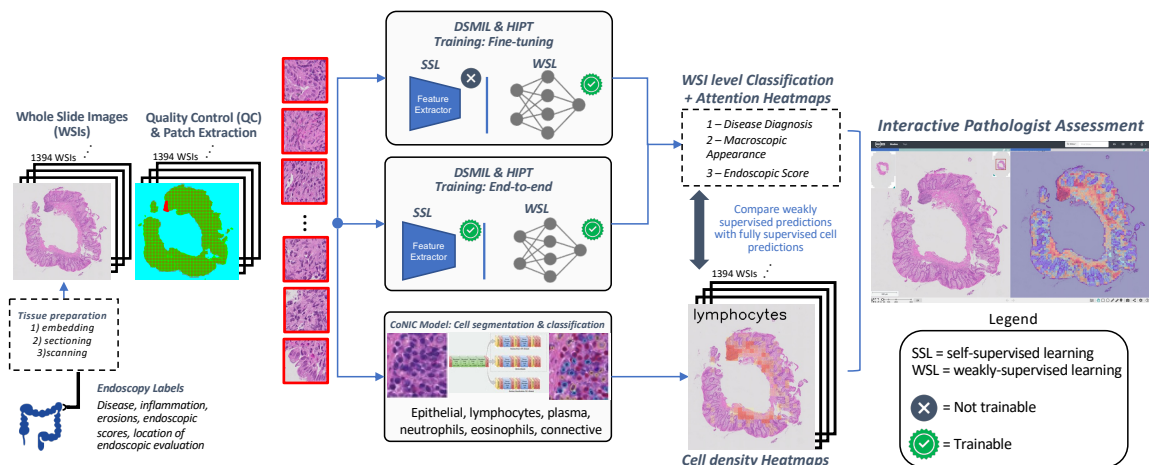 Whole Slide Images
(WSIs)
1394 WSIs
Quality Control (QC)
& Patch Extraction
1394 WSIs
Tissue preparation
1) embedding
2) sectioning
3)scanning
Endoscopy Labels
Disease, inflammation,
erosions, endoscopic
scores, location of
endoscopic evaluation
DSMIL & HIPT
Training: Fine-tuning
SSL
WSL
Feature
Extractor
DSMIL & HIPT
Training: End-to-end
SSL
WSL
Feature
Extractor
CoNIC Model: Cell segmentation & classification
Epithelial, lymphocytes, plasma,
neutrophils, eosinophils, connective
WSI level Classification
+ Attention Heatmaps
1 – Disease Diagnosis
2 – Macroscopic
Appearance
3 – Endoscopic Score
Compare weakly
supervised predictions
with fully supervised cell
predictions
1394 WSIs
lymphocytes
Cell density Heatmaps
Interactive Pathologist Assessment
Legend
SSL = self-supervised learning
WSL = weakly-supervised learning
= Not trainable
= Trainable